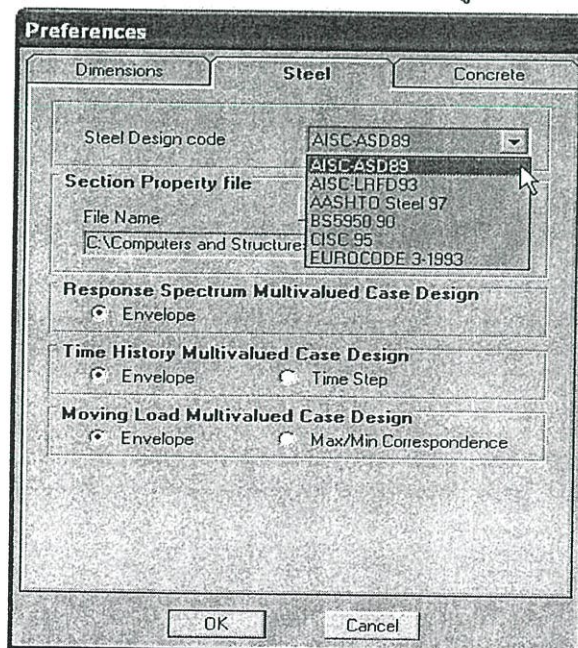 Preferences
Dimensions Steel Concrete
Steel Design code AISC-ASD89
AISC-ASD89
AISC-LRFD93
AASHTO Steel 97
BS5950 90
CISC 95
EUROCODE 3-1993
Section Property file
File Name
C:\Computers and Structures
Response Spectrum Multivalued Case Design
Envelope
Time History Multivalued Case Design
Envelope Time Step
Moving Load Multivalued Case Design
Envelope Max/Min Correspondence
OK Cancel